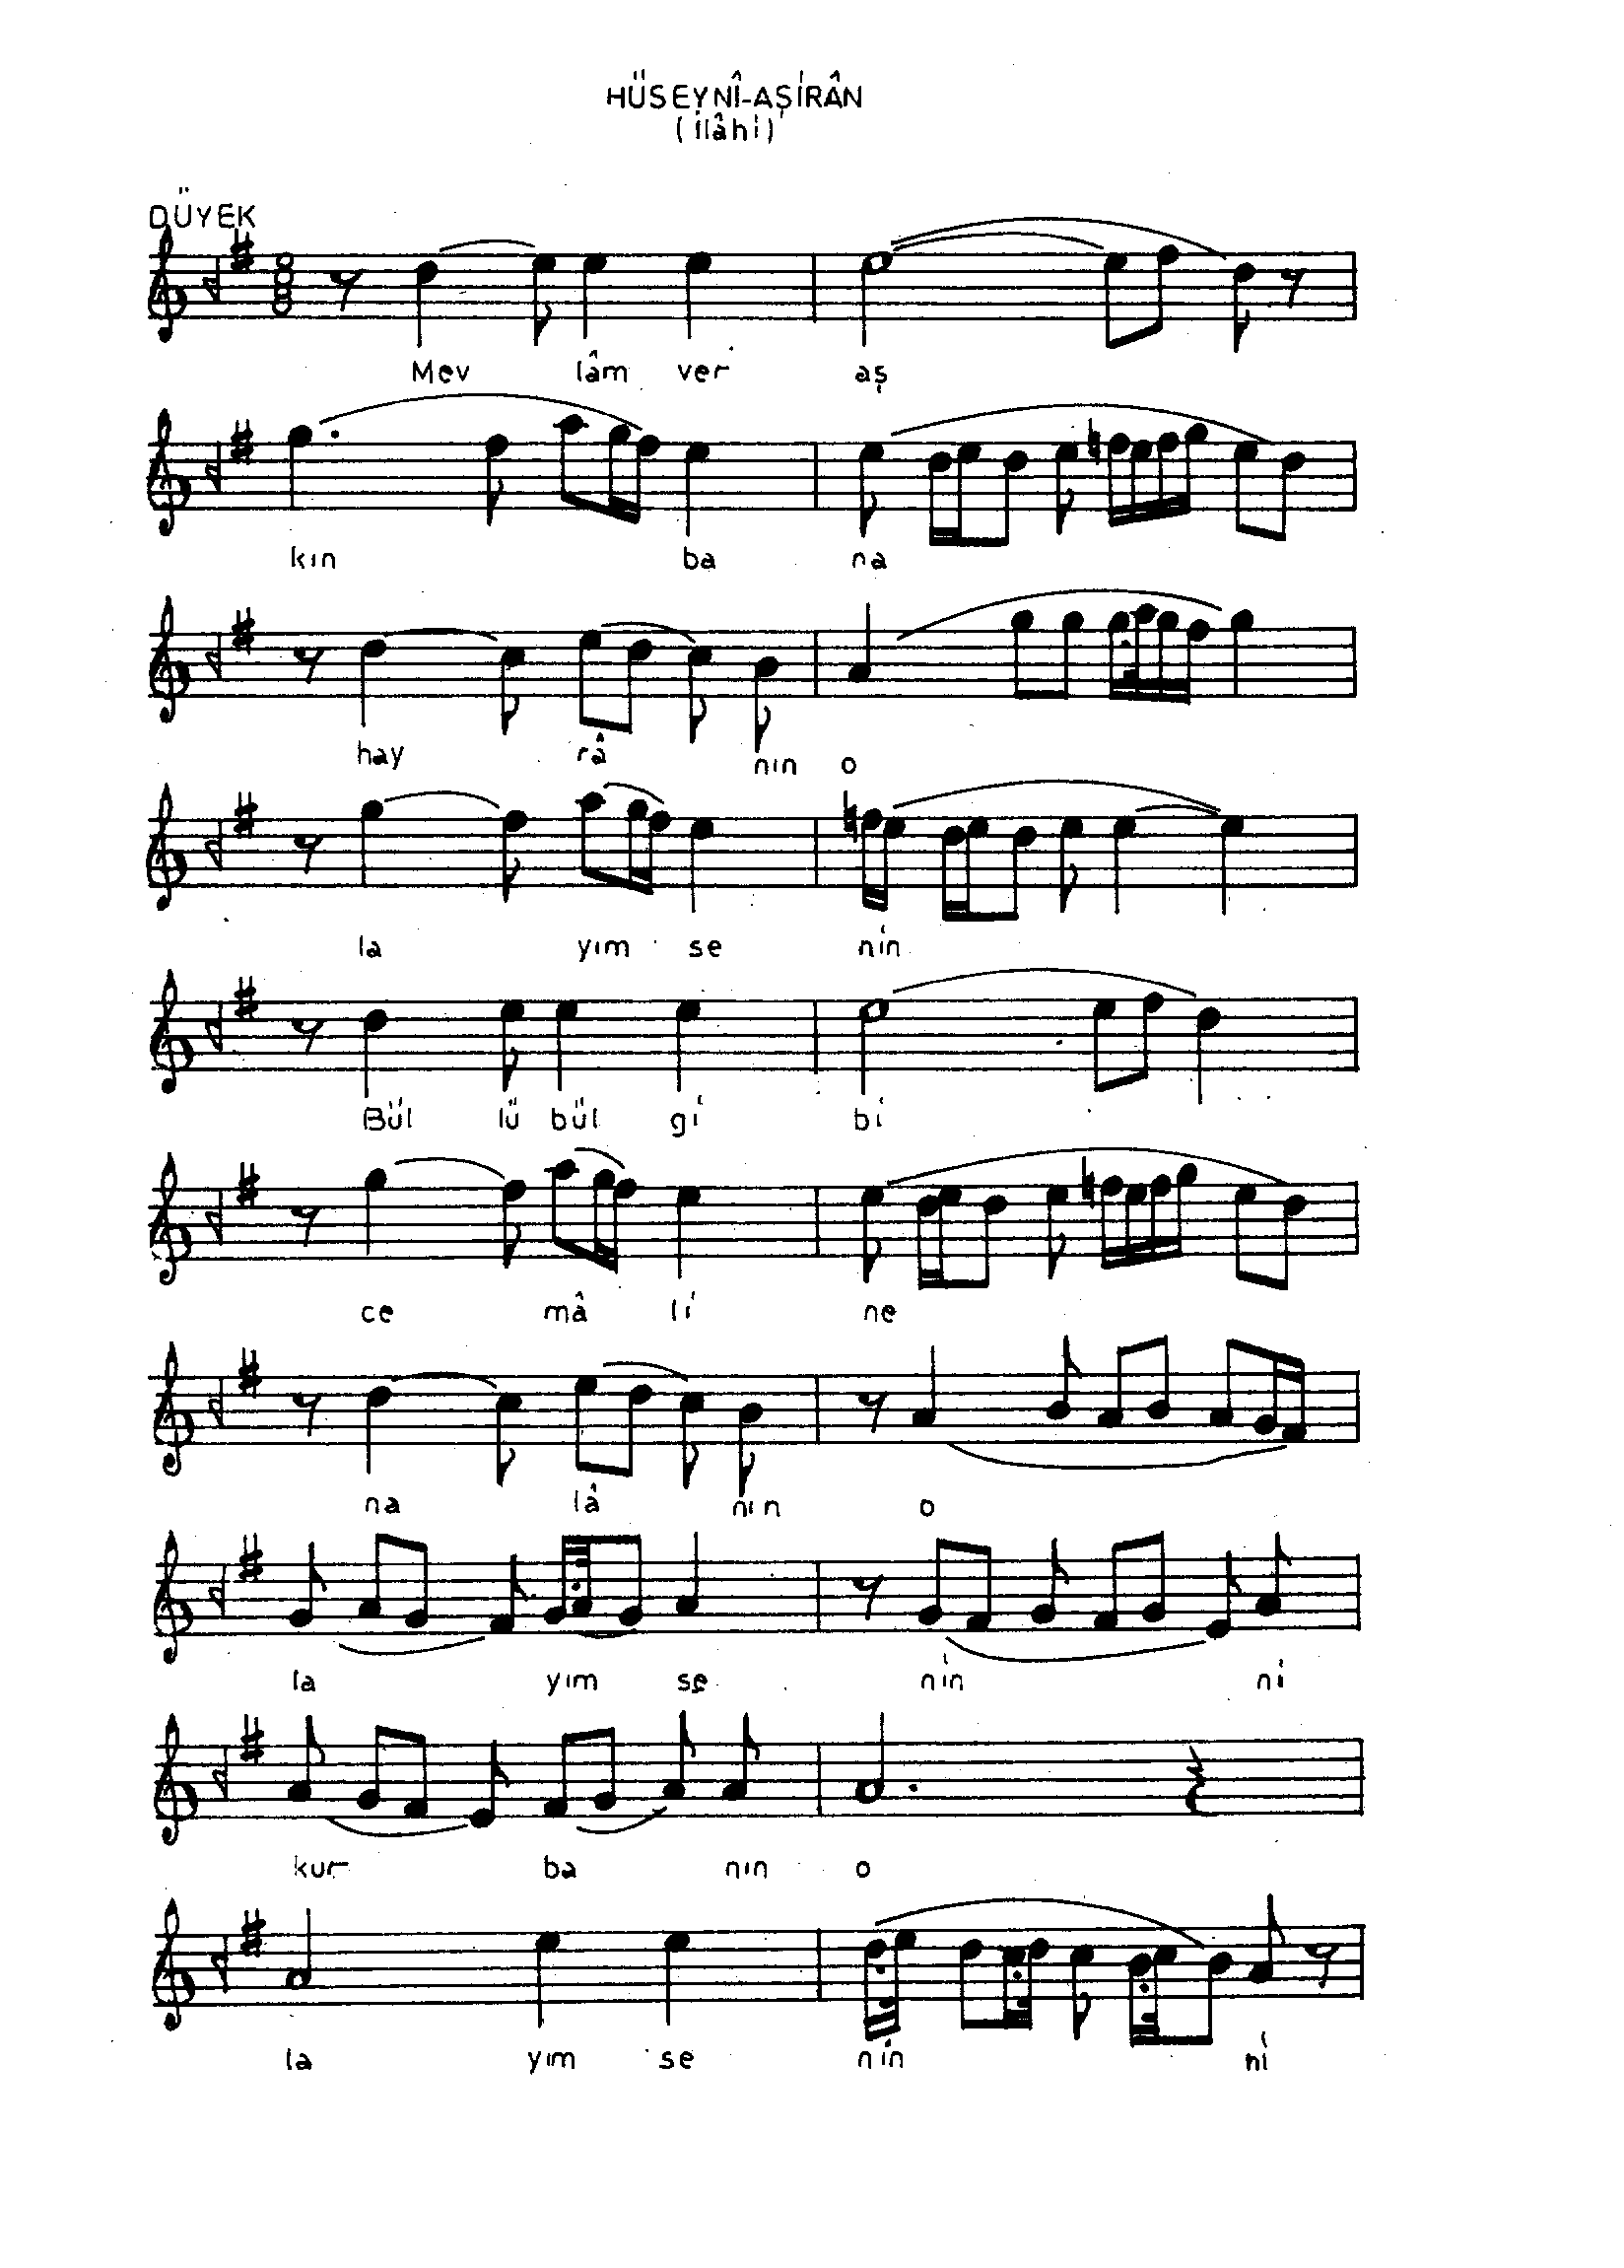 HÜSEYNÎ-AŞİRÂN
(İlâhi)
DÜYEK
8
8
Mev lâm ver aş
kın ba na
hay râ nın o
la yım se nin
Bül lü bül gi bi
ce mâ li ne
na lâ nın o
la yım se nin ni
kur ba nın o
la yım se nin ni